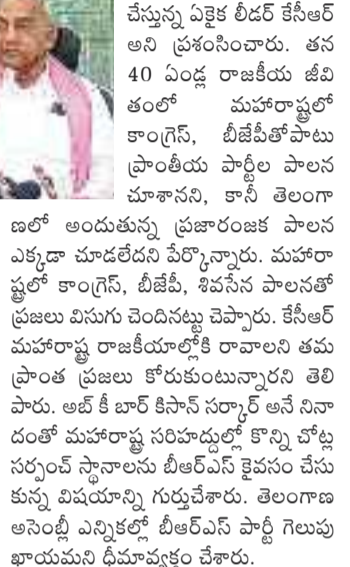 చేస్తున్న ఏకైక లీడర్ కేసీఆర్
అని ప్రశంసించారు. తన
40 ఏండ్ల రాజకీయ జీవి
తంలో మహారాష్ట్రలో
కాంగ్రెస్, బీజేపీతోపాటు
ప్రాంతీయ పార్టీల పాలన
చూశానని, కానీ తెలంగా
ణలో అందుతున్న ప్రజారంజక పాలన
ఎక్కడా చూడలేదని పేర్కొన్నారు. మహారా
ష్ట్రలో కాంగ్రెస్, బీజేపీ, శివసేన పాలనతో
ప్రజలు విసుగు చెందినట్టు చెప్పారు. కేసీఆర్
మహారాష్ట్ర రాజకీయాల్లోకి రావాలని తమ
ప్రాంత ప్రజలు కోరుకుంటున్నారని తెలి
పారు. అబ్ కీ బార్ కిసాన్ సర్కార్ అనే నినా
దంతో మహారాష్ట్ర సరిహద్దుల్లో కొన్ని చోట్ల
సర్పంచ్ స్థానాలను బీఆర్ఎస్ కైవసం చేసు
కున్న విషయాన్ని గుర్తుచేశారు. తెలంగాణ
అసెంబ్లీ ఎన్నికల్లో బీఆర్ఎస్ పార్టీ గెలుపు
ఖాయమని ధీమావ్యక్తం చేశారు.